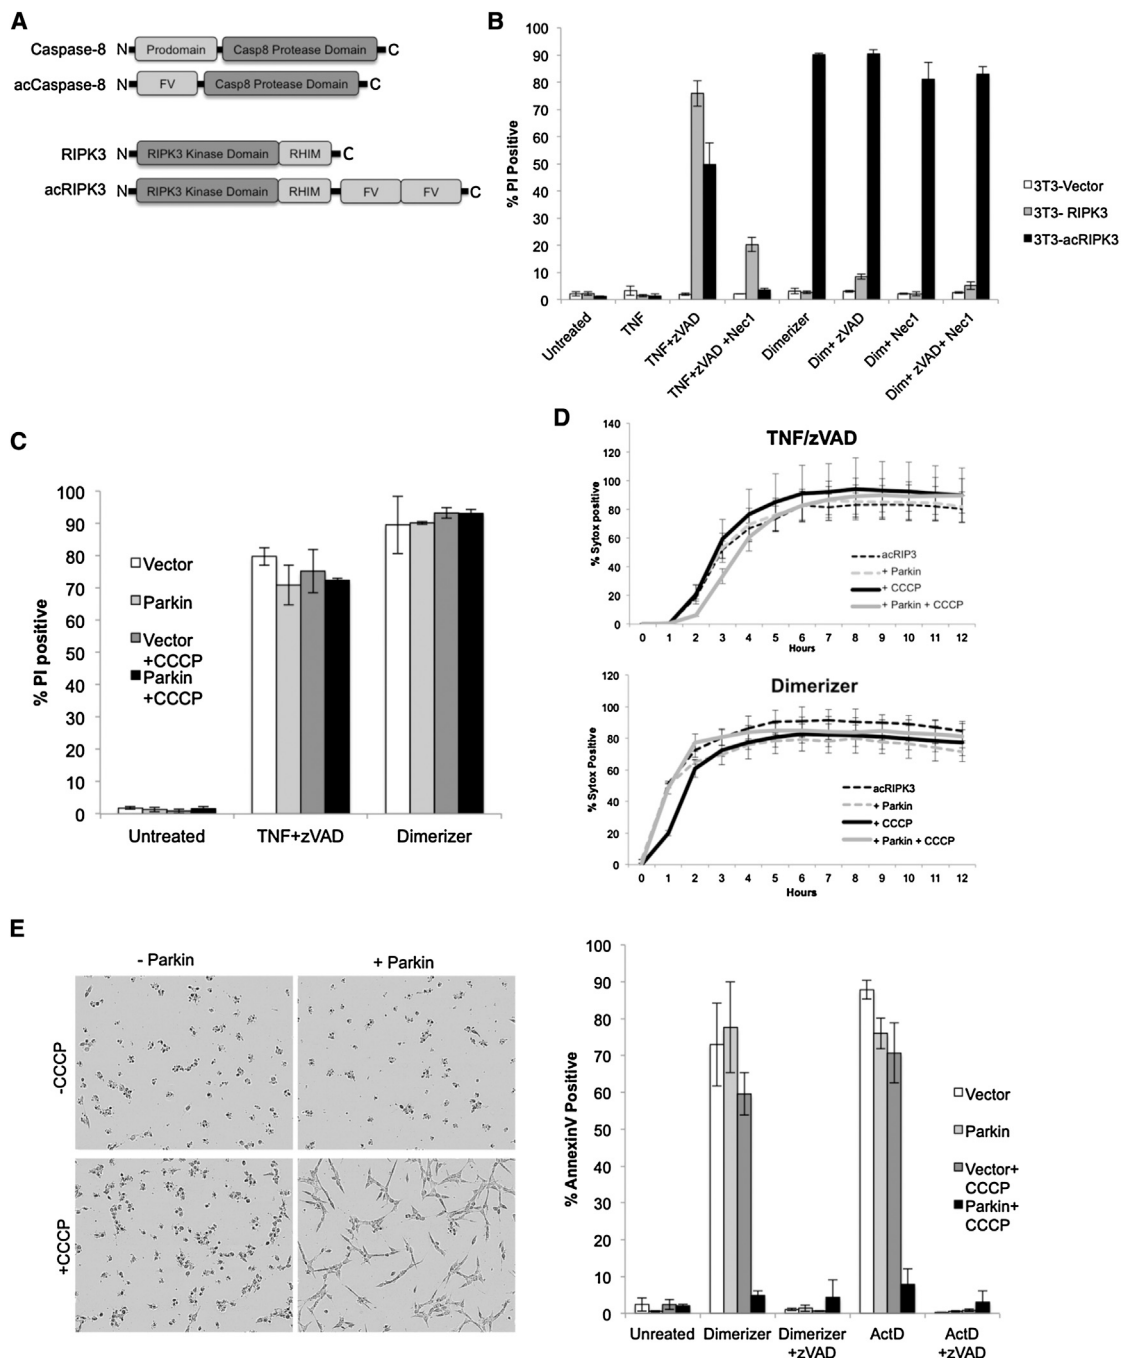 A
Caspase-8 N Prodomain Casp8 Protease Domain C
acCaspase-8 N FV Casp8 Protease Domain C
RIPK3 N RIPK3 Kinase Domain RHIM C
acRIPK3 N RIPK3 Kinase Domain RHIM FV FV C
B
% PI Positive
100
90
80
70
60
50
40
30
20
10
0
Untreated
TNF
TNF+zVAD
TNF+zVAD +Nec1
Dimerizer
Dim+ zVAD
Dim+ Nec1
Dim+ zVAD+ Nec1
3T3-Vector
3T3- RIPK3
3T3-acRIPK3
C
% PI positive
100
90
80
70
60
50
40
30
20
10
0
Vector
Parkin
Vector
+CCCP
Parkin
+CCCP
Untreated
TNF+zVAD
Dimerizer
D
TNF/zVAD
% Sytox positive
140
120
100
80
60
40
20
0
acRIP3
+ Parkin
+ CCCP
+ Parkin + CCCP
0 1 2 3 4 5 6 7 8 9 10 11 12
Hours
Dimerizer
% Sytox Positive
120
100
80
60
40
20
0
acRIPK3
+ Parkin
+ CCCP
+ Parkin + CCCP
0 1 2 3 4 5 6 7 8 9 10 11 12
Hours
E
- Parkin
+ Parkin
-CCCP
+CCCP
% AnnexinV Positive
100
90
80
70
60
50
40
30
20
10
0
Vector
Parkin
Vector+
CCCP
Parkin+
CCCP
Unreated
Dimerizer
Dimerizer
+zVAD
ActD
ActD
+zVAD